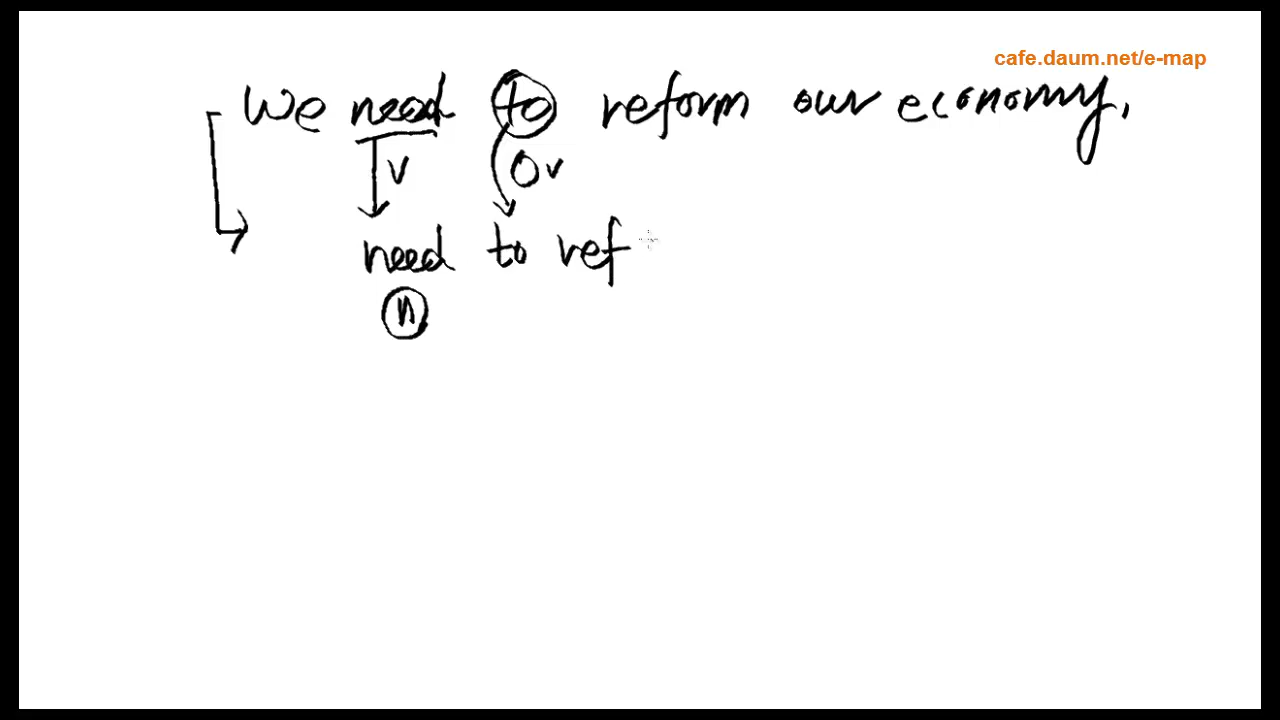 cafe.daum.net/e-map
We need to reform our economy.
v Ov
need to ref
n